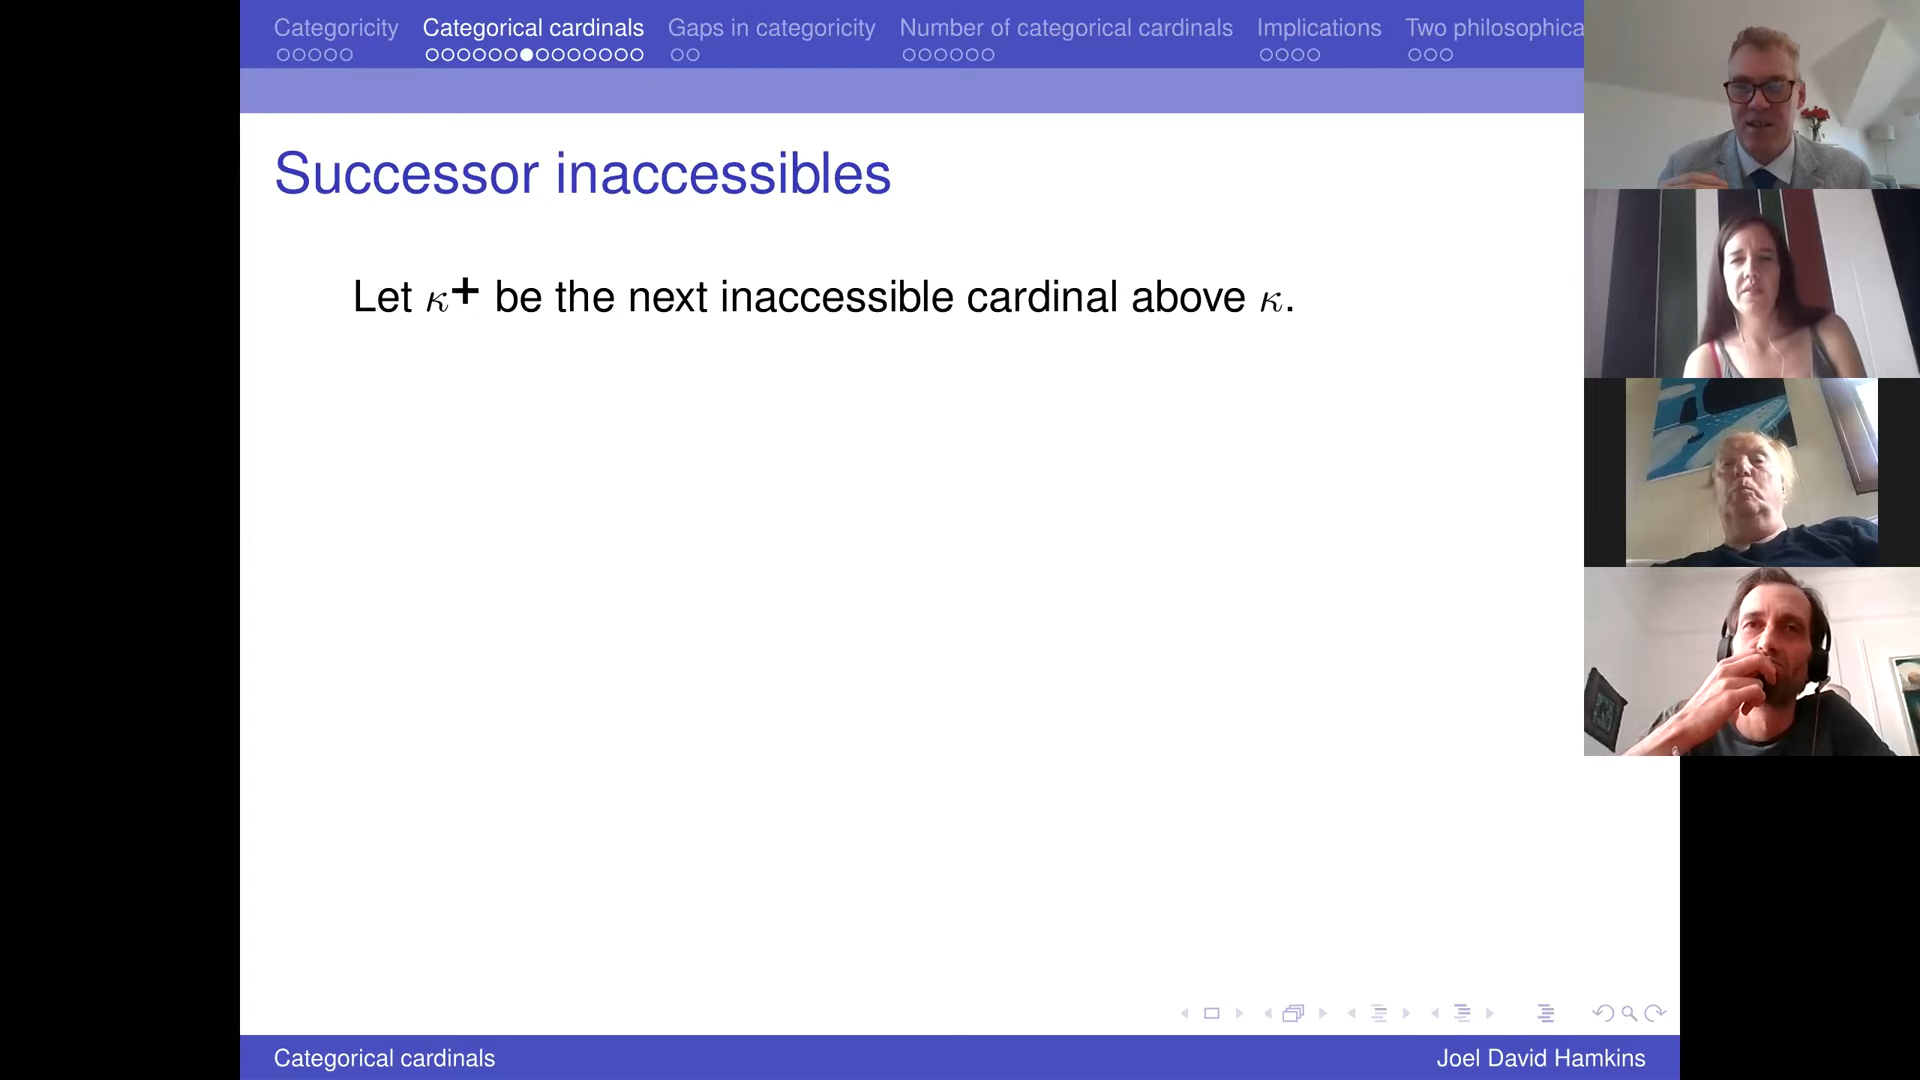 Categoricity Categorical cardinals Gaps in categoricity Number of categorical cardinals Implications Two philosophica
Successor inaccessibles
Let κ+ be the next inaccessible cardinal above κ.
Categorical cardinals Joel David Hamkins